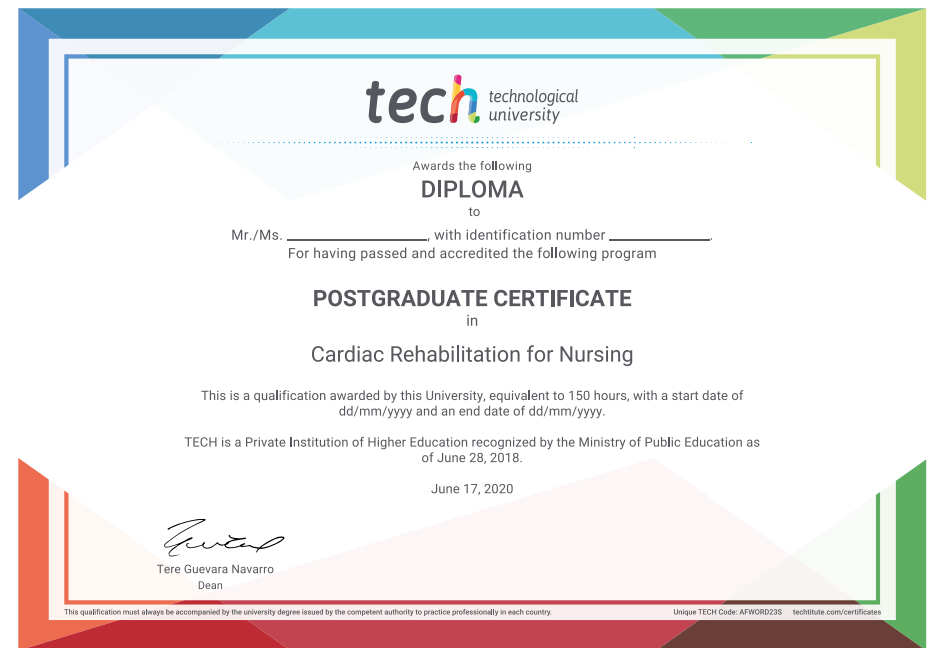 tech technological
university
Awards the following
DIPLOMA
to
Mr./Ms. ____________________, with identification number ______________.
For having passed and accredited the following program
POSTGRADUATE CERTIFICATE
in
Cardiac Rehabilitation for Nursing
This is a qualification awarded by this University, equivalent to 150 hours, with a start date of
dd/mm/yyyy and an end date of dd/mm/yyyy.
TECH is a Private Institution of Higher Education recognized by the Ministry of Public Education as
of June 28, 2018.
June 17, 2020
Tere Guevara Navarro
Dean
This qualification must always be accompanied by the university degree issued by the competent authority to practice professionally in each country.
Unique TECH Code: AFWORD23S techtitute.com/certificates